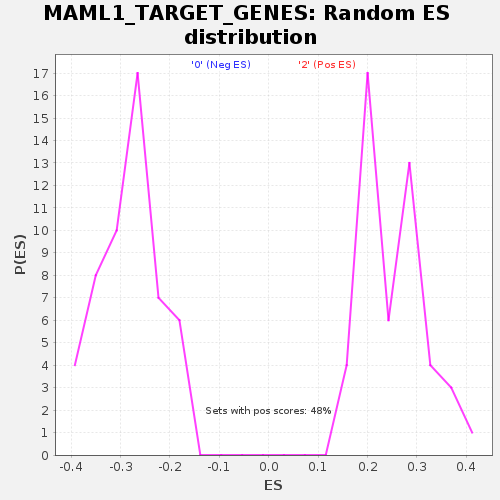 MAML1_TARGET_GENES: Random ES
distribution
'0' (Neg ES)
'2' (Pos ES)
17
16
15
14
13
12
11
10
9
8
7
6
5
4
3
2
1
0
P(ES)
Sets with pos scores: 48%
-0.4 -0.3 -0.2 -0.1 0.0 0.1 0.2 0.3 0.4
ES